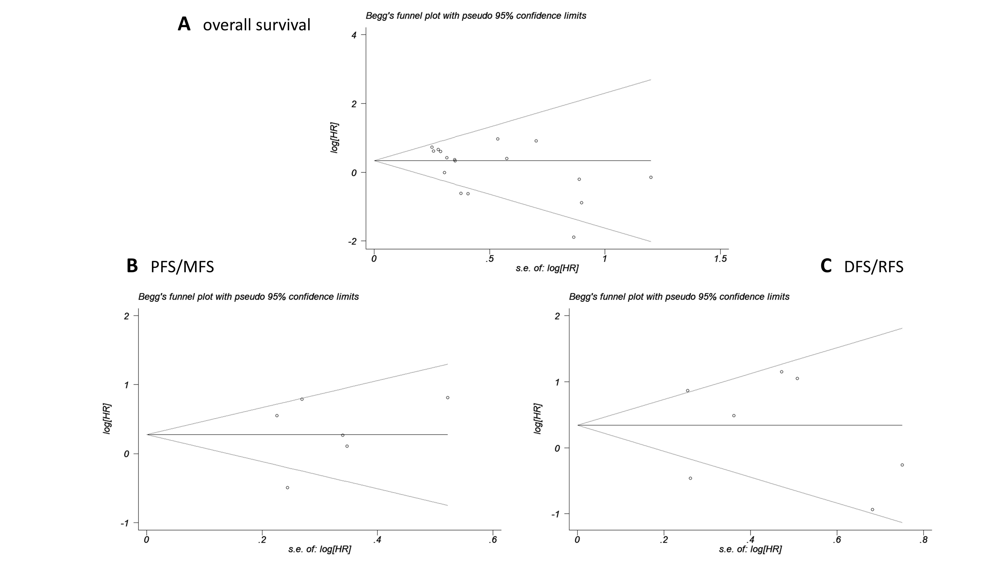 A overall survival
Begg's funnel plot with pseudo 95% confidence limits
4
2
0
-2
log[HR]
0 .5 1 1.5
s.e. of: log[HR]
B PFS/MFS
Begg's funnel plot with pseudo 95% confidence limits
2
1
0
-1
log[HR]
0 .2 .4 .6
s.e. of: log[HR]
C DFS/RFS
Begg's funnel plot with pseudo 95% confidence limits
2
1
0
-1
log[HR]
0 .2 .4 .6 .8
s.e. of: log[HR]